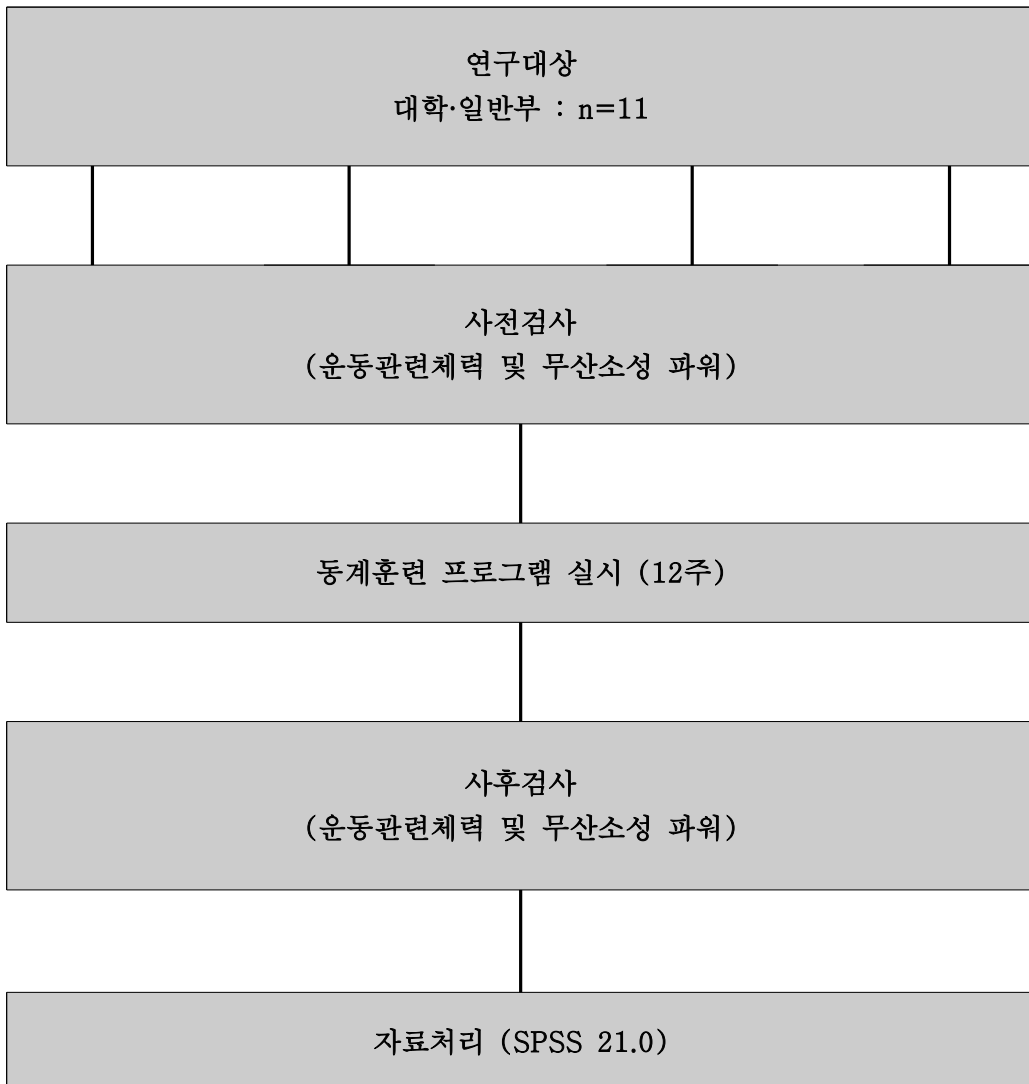 연구대상
대학·일반부 : n=11
사전검사
(운동관련체력 및 무산소성 파워)
동계훈련 프로그램 실시 (12주)
사후검사
(운동관련체력 및 무산소성 파워)
자료처리 (SPSS 21.0)